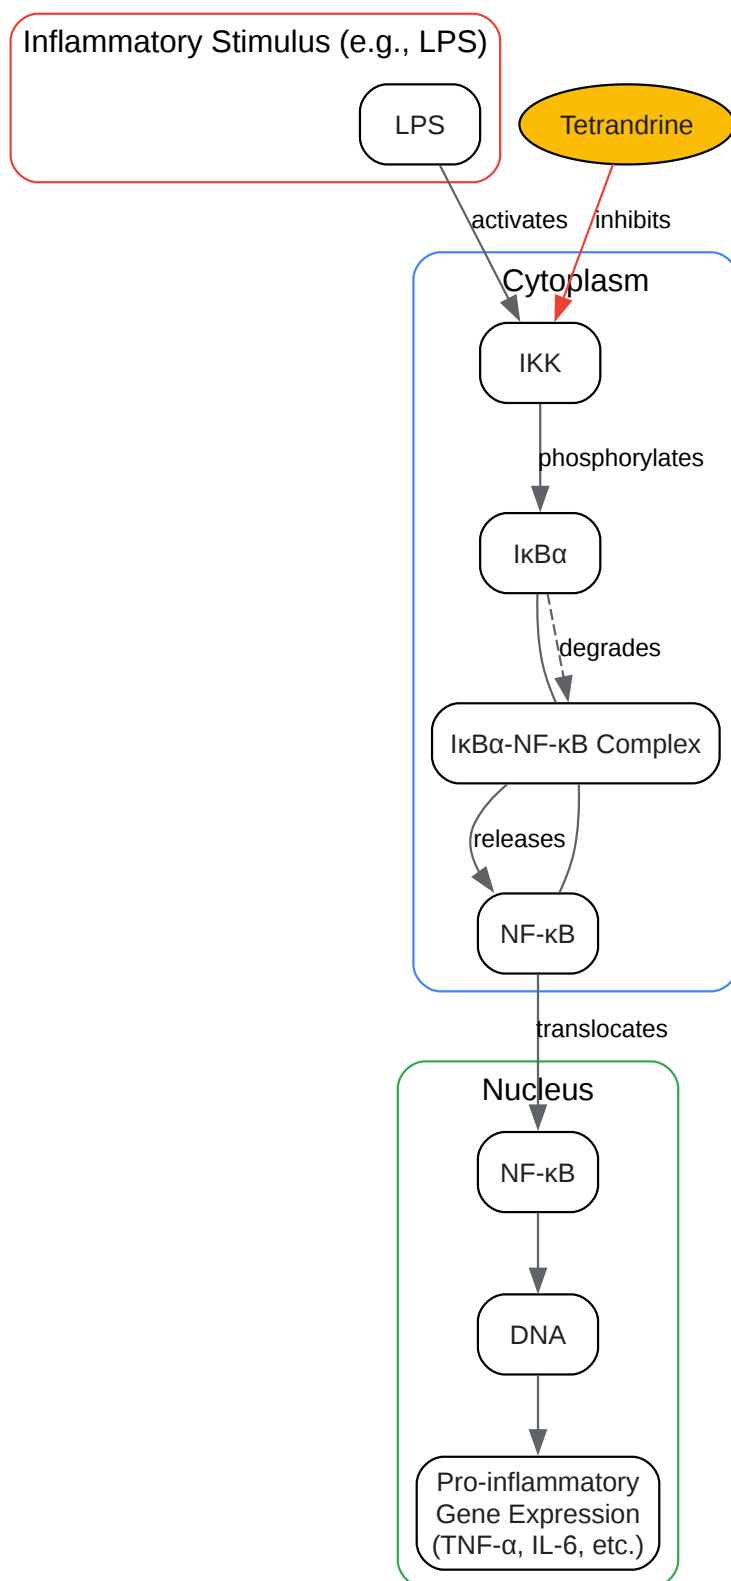 Inflammatory Stimulus (e.g., LPS)
LPS
Tetrandrine
activates
inhibits
Cytoplasm
IKK
phosphorylates
IκBα
degrades
IκBα-NF-κB Complex
releases
NF-κB
translocates
Nucleus
NF-κB
DNA
Pro-inflammatory
Gene Expression
(TNF-α, IL-6, etc.)